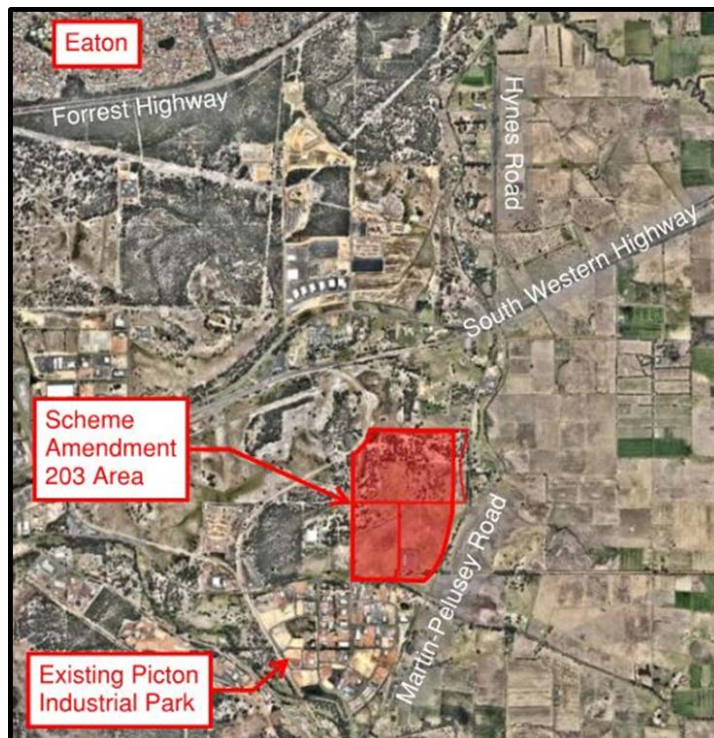 Eaton
Forrest Highway
Hynes Road
South Western Highway
Scheme
Amendment
203 Area
Martin-Pelusey Road
Existing Picton
Industrial Park